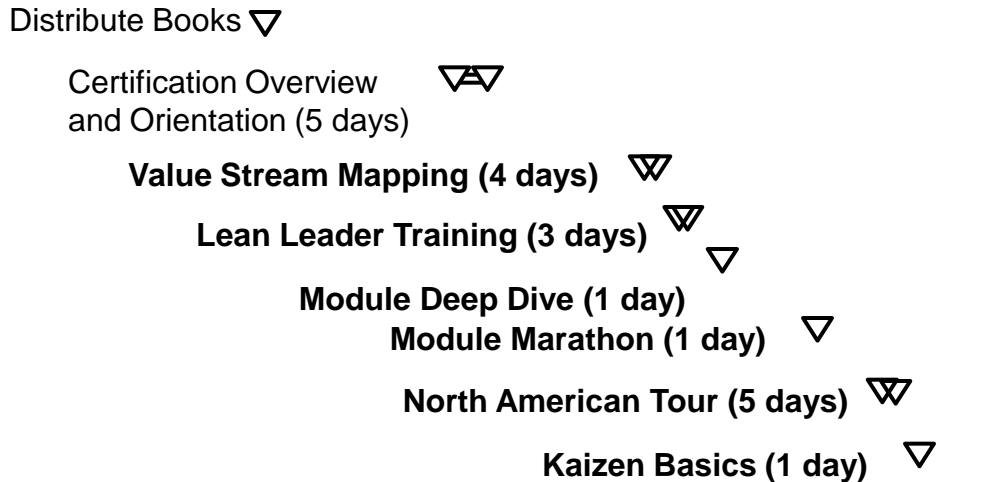 Distribute Books
Certification Overview
and Orientation (5 days)
Value Stream Mapping (4 days)
Lean Leader Training (3 days)
Module Deep Dive (1 day)
Module Marathon (1 day)
North American Tour (5 days)
Kaizen Basics (1 day)